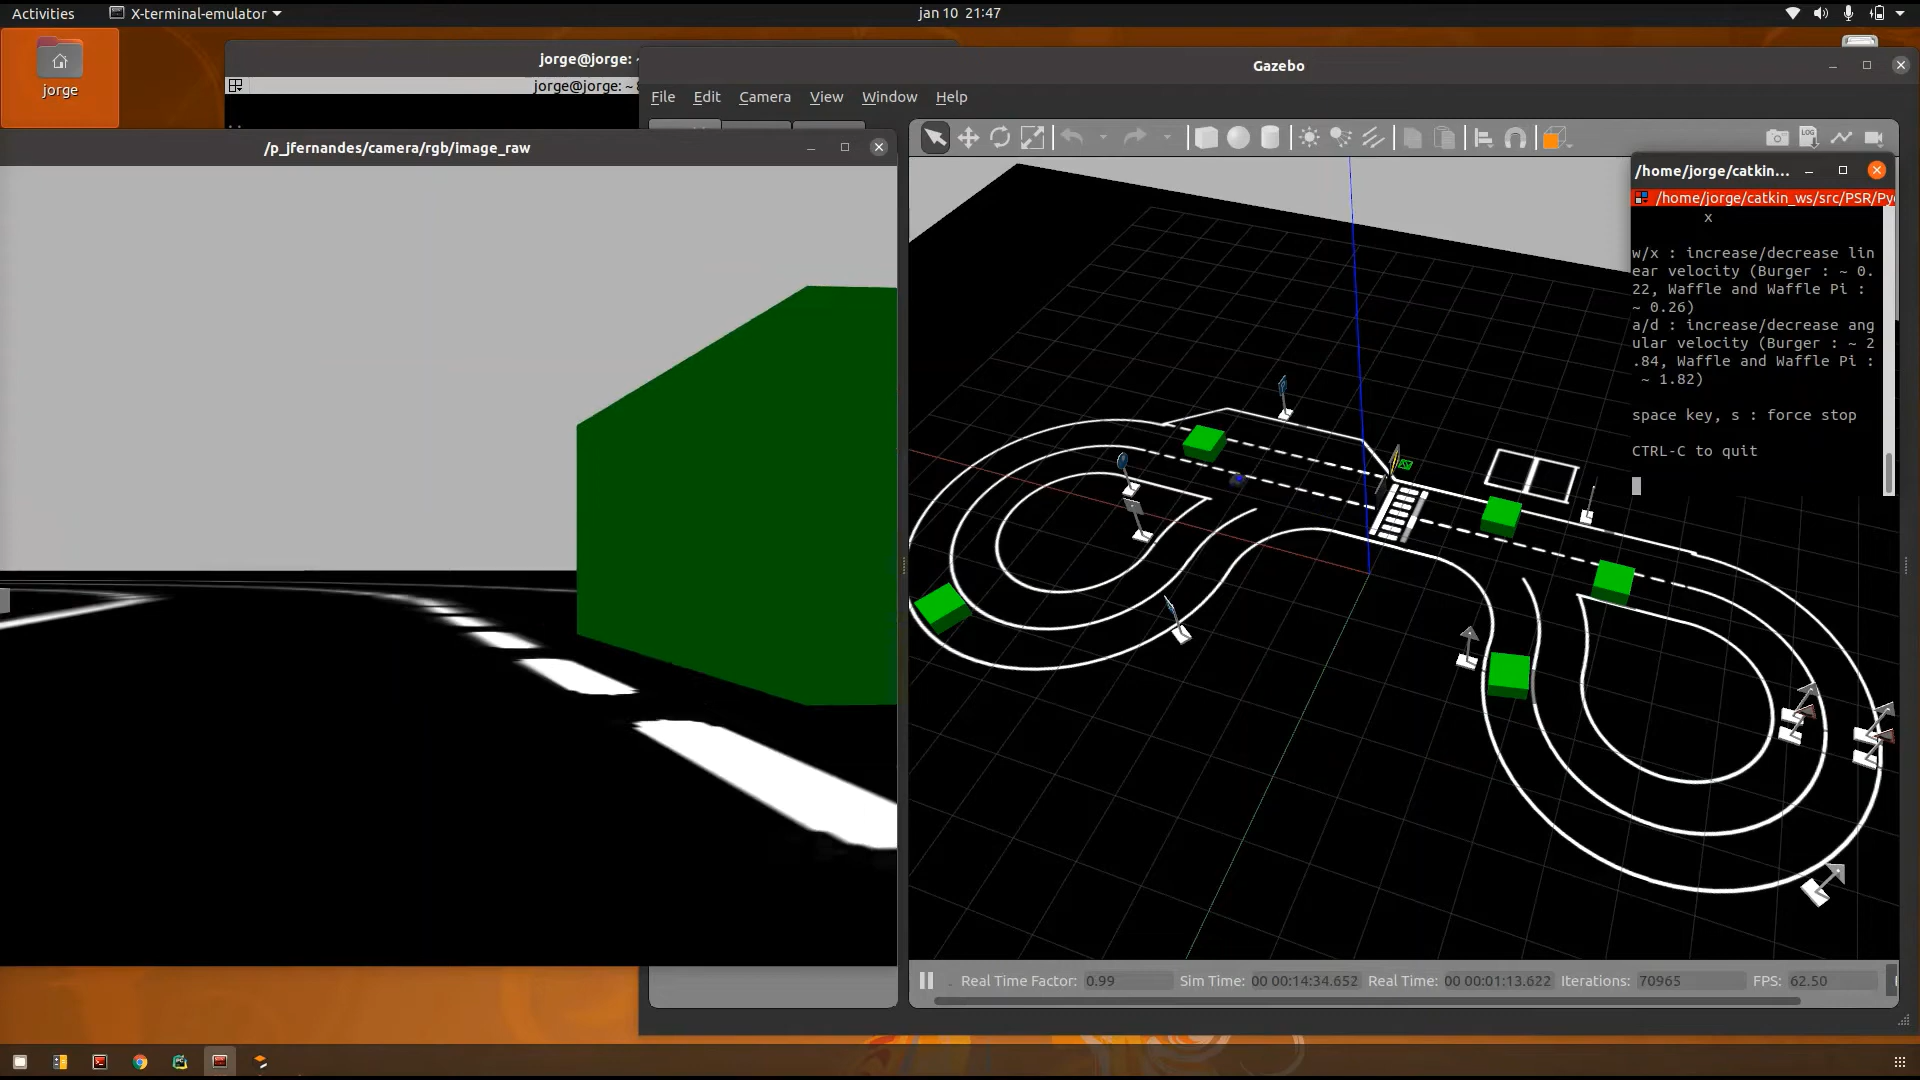 Activities
X-terminal-emulator
jan 10 21:47
jorge
jorge@jorge: ~
jorge@jorge: ~
Gazebo
File Edit Camera View Window Help
/p_jfernandes/camera/rgb/image_raw
LOG
/home/jorge/catkin...
/home/jorge/catkin_ws/src/PSR/Py
x
w/x : increase/decrease lin
ear velocity (Burger : ~ 0.
22, Waffle and Waffle Pi :
~ 0.26)
a/d : increase/decrease ang
ular velocity (Burger : ~ 2
.84, Waffle and Waffle Pi :
~ 1.82)
space key, s : force stop
CTRL-C to quit
Real Time Factor: 0.99 Sim Time: 00 00:14:34.652 Real Time: 00 00:01:13.622 Iterations: 70965 FPS: 62.50